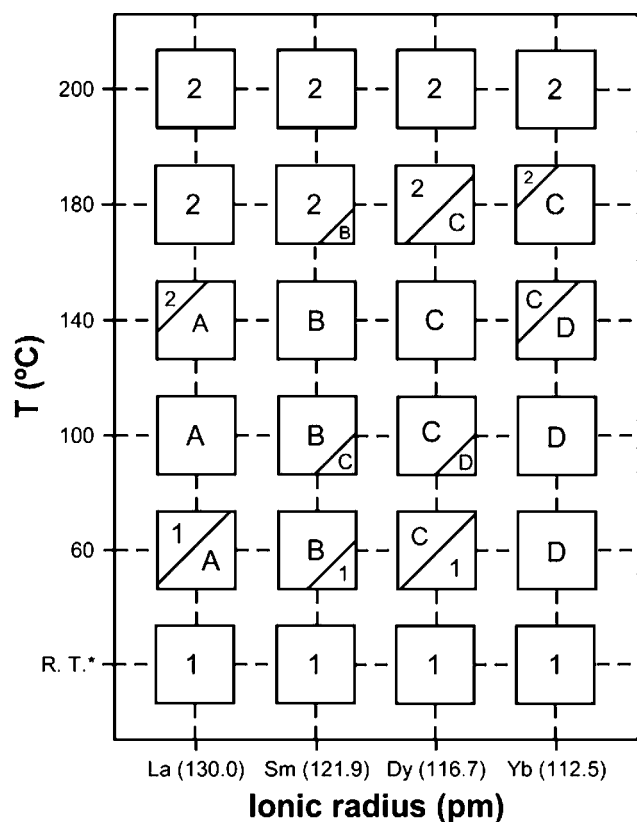 200 2 2 2 2
180 2 2 B 2 C 2 C
140 2 A B C C D
100 A B C C D D
60 1 A B 1 C 1 D
R. T.* 1 1 1 1
T (ºC)
La (130.0) Sm (121.9) Dy (116.7) Yb (112.5)
Ionic radius (pm)